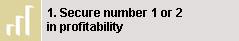 1. Secure number 1 or 2
in profitability